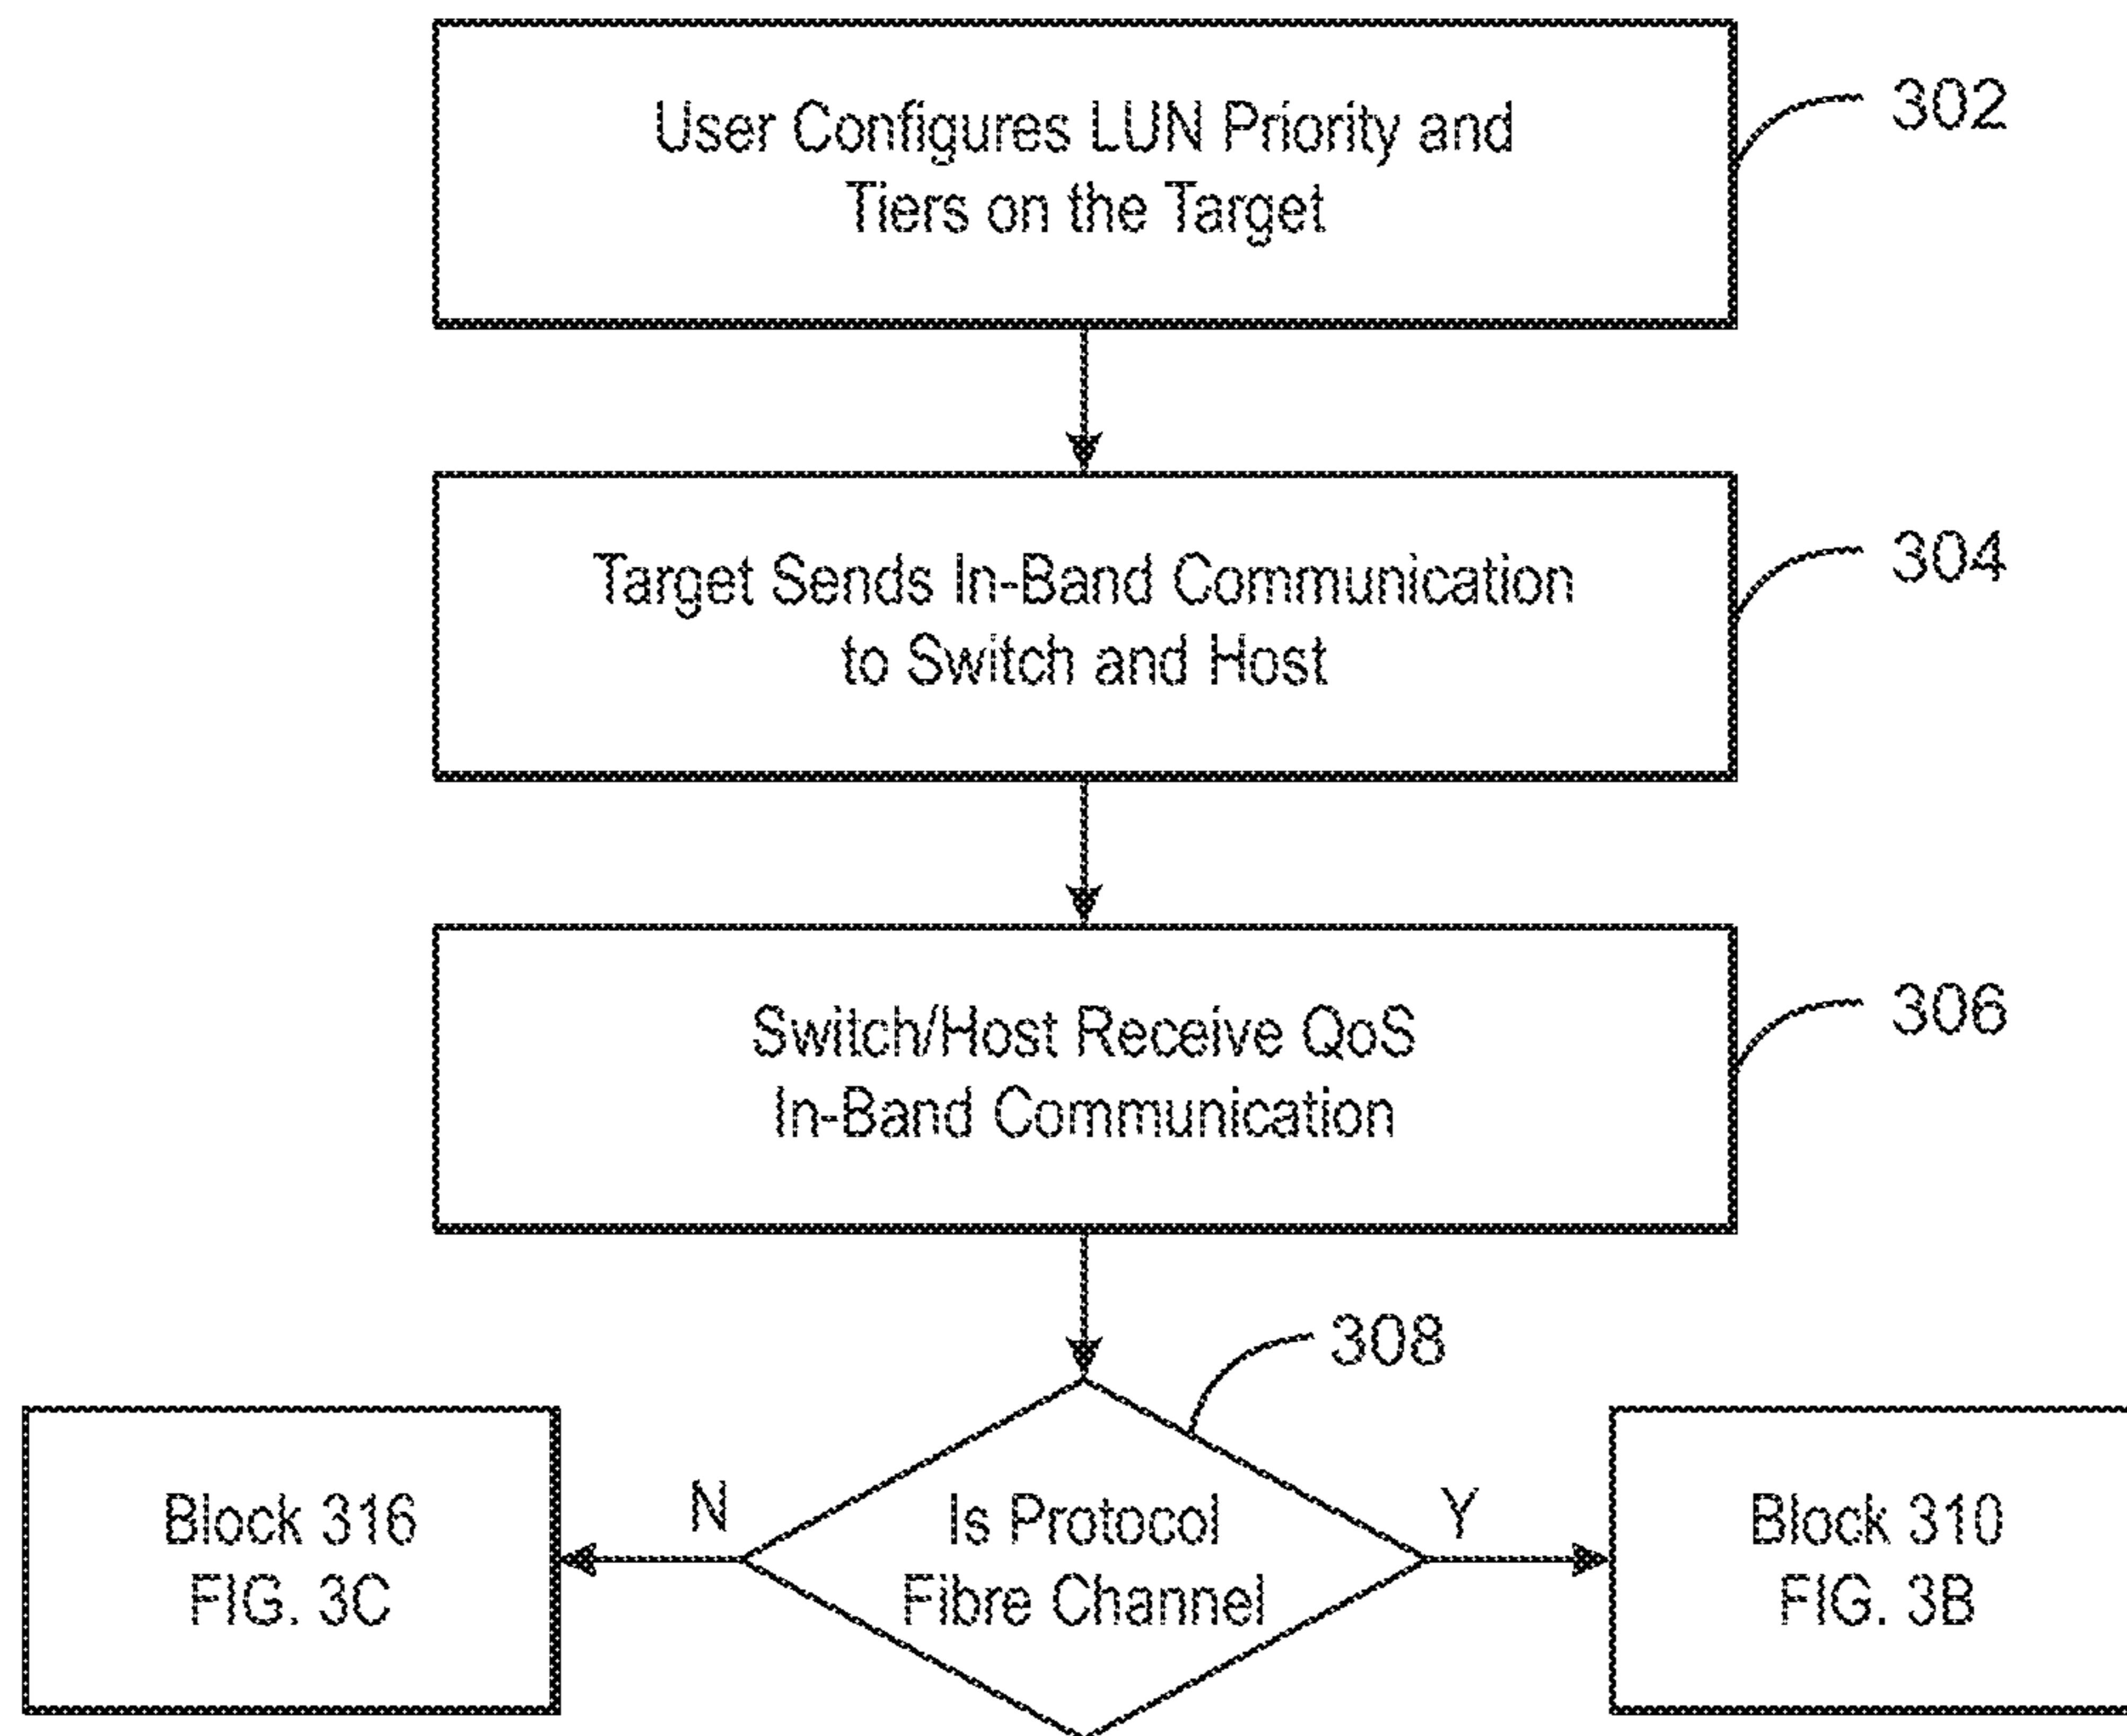 User Configures LUN Priority and
Tiers on the Target
302
Target Sends In-Band Communication
to Switch and Host
304
Switch/Host Receive QoS
In-Band Communication
306
308
Block 316
FIG. 3C
N
Is Protocol
Fibre Channel
Y
Block 310
FIG. 3B